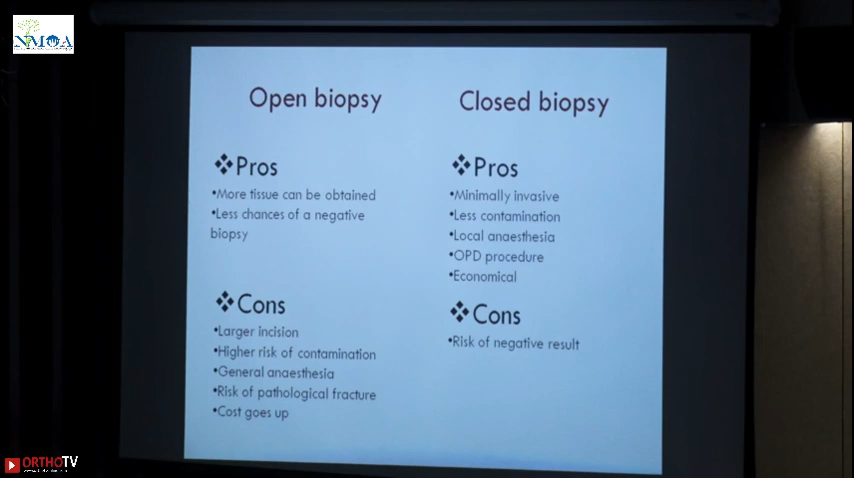 NMOA
Open biopsy
❖Pros
•More tissue can be obtained
•Less chances of a negative
biopsy
❖Cons
•Larger incision
•Higher risk of contamination
•General anaesthesia
•Risk of pathological fracture
•Cost goes up
Closed biopsy
❖Pros
•Minimally invasive
•Less contamination
•Local anaesthesia
•OPD procedure
•Economical
❖Cons
•Risk of negative result
ORTHOTV